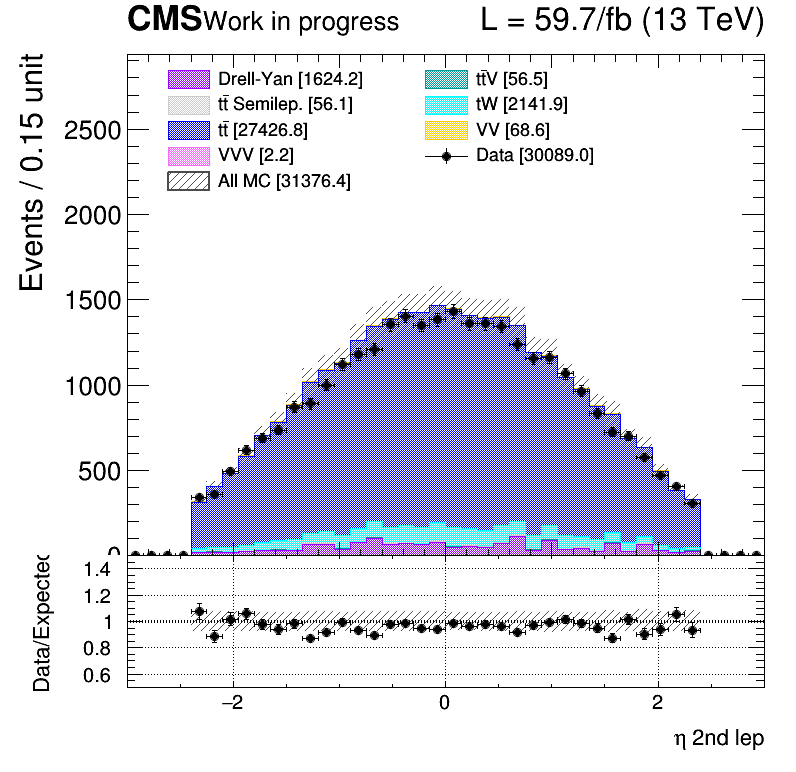 CMS Work in progress L = 59.7/fb (13 TeV)
Events / 0.15 unit
Drell-Yan [1624.2]
tt̄ Semilep. [56.1]
tt̄ [27426.8]
VVV [2.2]
All MC [31376.4]
tt̄V [56.5]
tW [2141.9]
VV [68.6]
Data [30089.0]
2500
2000
1500
1000
500
0
Data/Expected
1.4
1.2
1
0.8
0.6
−2 0 2
η 2nd lep